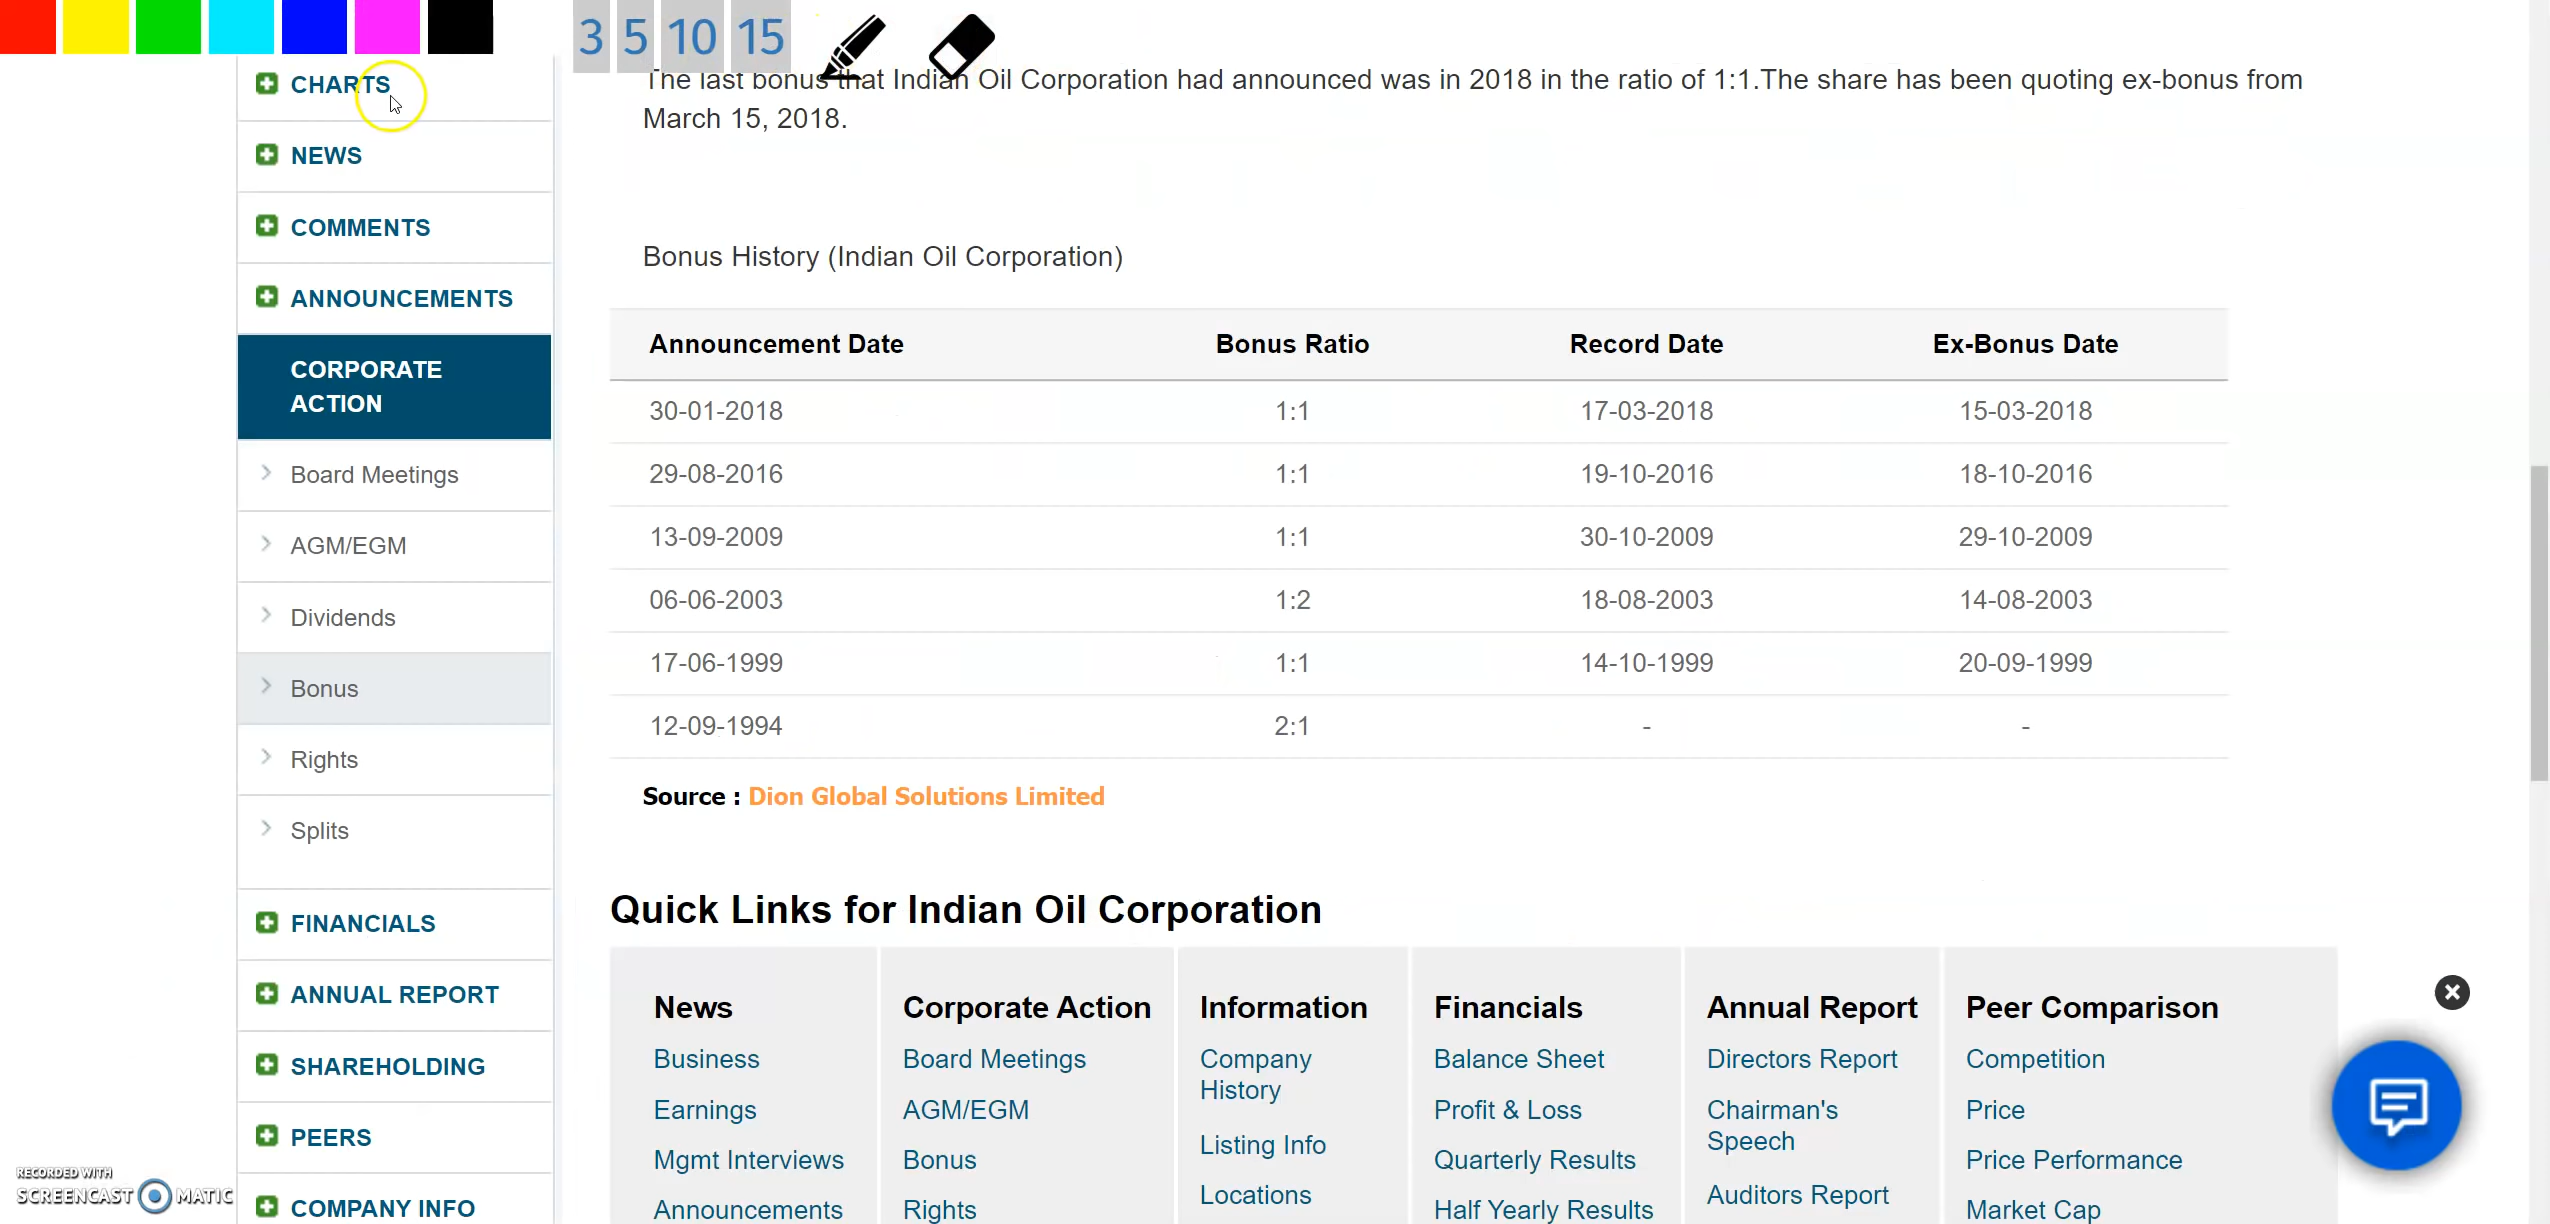 3 5 10 15
CHARTS
NEWS
COMMENTS
ANNOUNCEMENTS
CORPORATE
ACTION
Board Meetings
AGM/EGM
Dividends
Bonus
Rights
Splits
FINANCIALS
ANNUAL REPORT
SHAREHOLDING
PEERS
COMPANY INFO
The last bonus that Indian Oil Corporation had announced was in 2018 in the ratio of 1:1.The share has been quoting ex-bonus from
March 15, 2018.
Bonus History (Indian Oil Corporation)
Announcement Date Bonus Ratio Record Date Ex-Bonus Date
30-01-2018 1:1 17-03-2018 15-03-2018
29-08-2016 1:1 19-10-2016 18-10-2016
13-09-2009 1:1 30-10-2009 29-10-2009
06-06-2003 1:2 18-08-2003 14-08-2003
17-06-1999 1:1 14-10-1999 20-09-1999
12-09-1994 2:1 - -
Source : Dion Global Solutions Limited
Quick Links for Indian Oil Corporation
News
Business
Earnings
Mgmt Interviews
Announcements
Corporate Action
Board Meetings
AGM/EGM
Bonus
Rights
Information
Company
History
Listing Info
Locations
Financials
Balance Sheet
Profit & Loss
Quarterly Results
Half Yearly Results
Annual Report
Directors Report
Chairman's
Speech
Auditors Report
Peer Comparison
Competition
Price
Price Performance
Market Cap
RECORDED WITH
SCREENCAST MATIC